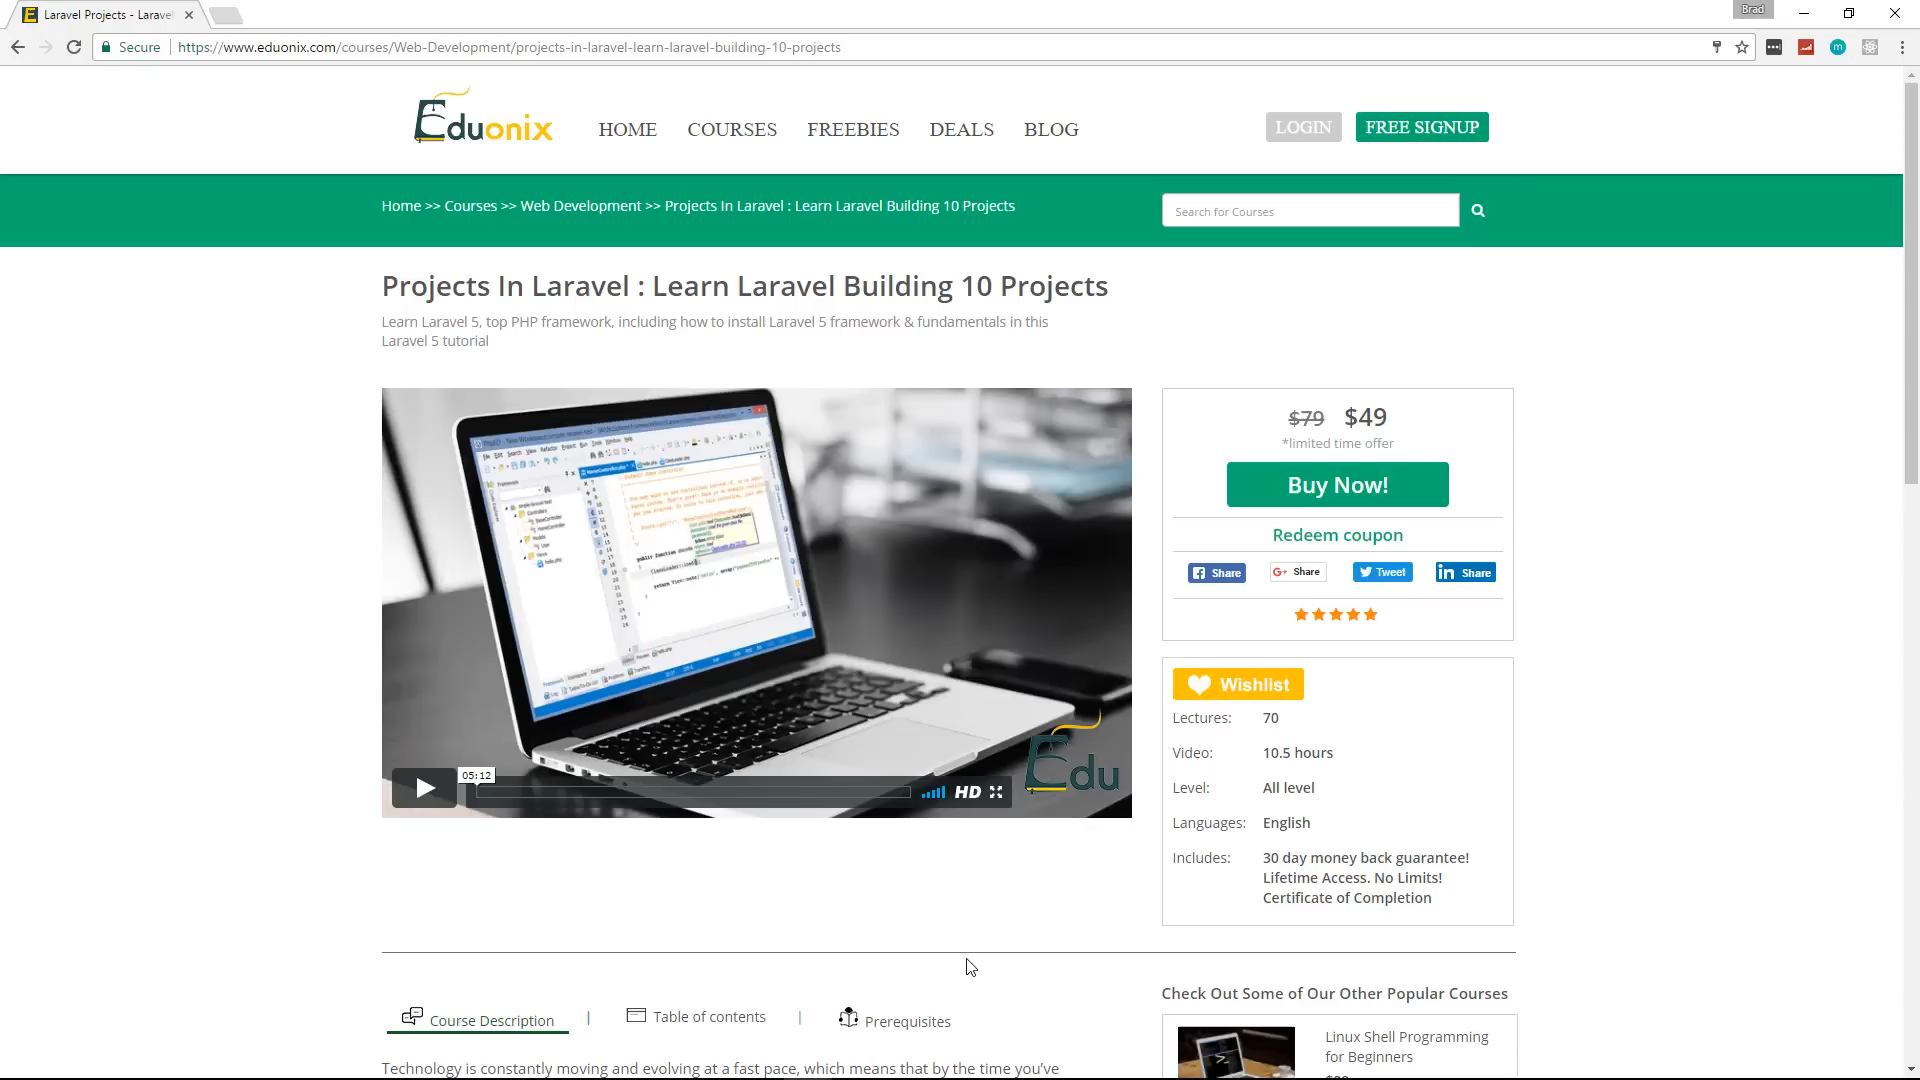 Laravel Projects - Larave
Brad
Secure
https://www.eduonix.com/courses/Web-Development/projects-in-laravel-learn-laravel-building-10-projects
Eduonix
HOME COURSES FREEBIES DEALS BLOG
LOGIN FREE SIGNUP
Home >> Courses >> Web Development >> Projects In Laravel : Learn Laravel Building 10 Projects
Search for Courses
Projects In Laravel : Learn Laravel Building 10 Projects
Learn Laravel 5, top PHP framework, including how to install Laravel 5 framework & fundamentals in this
Laravel 5 tutorial
05:12
HD
Edu
$79 $49
*limited time offer
Buy Now!
Redeem coupon
Share G+ Share Tweet in Share
Wishlist
Lectures: 70
Video: 10.5 hours
Level: All level
Languages: English
Includes: 30 day money back guarantee!
Lifetime Access. No Limits!
Certificate of Completion
Course Description | Table of contents | Prerequisites
Technology is constantly moving and evolving at a fast pace, which means that by the time you've
Check Out Some of Our Other Popular Courses
Linux Shell Programming
for Beginners